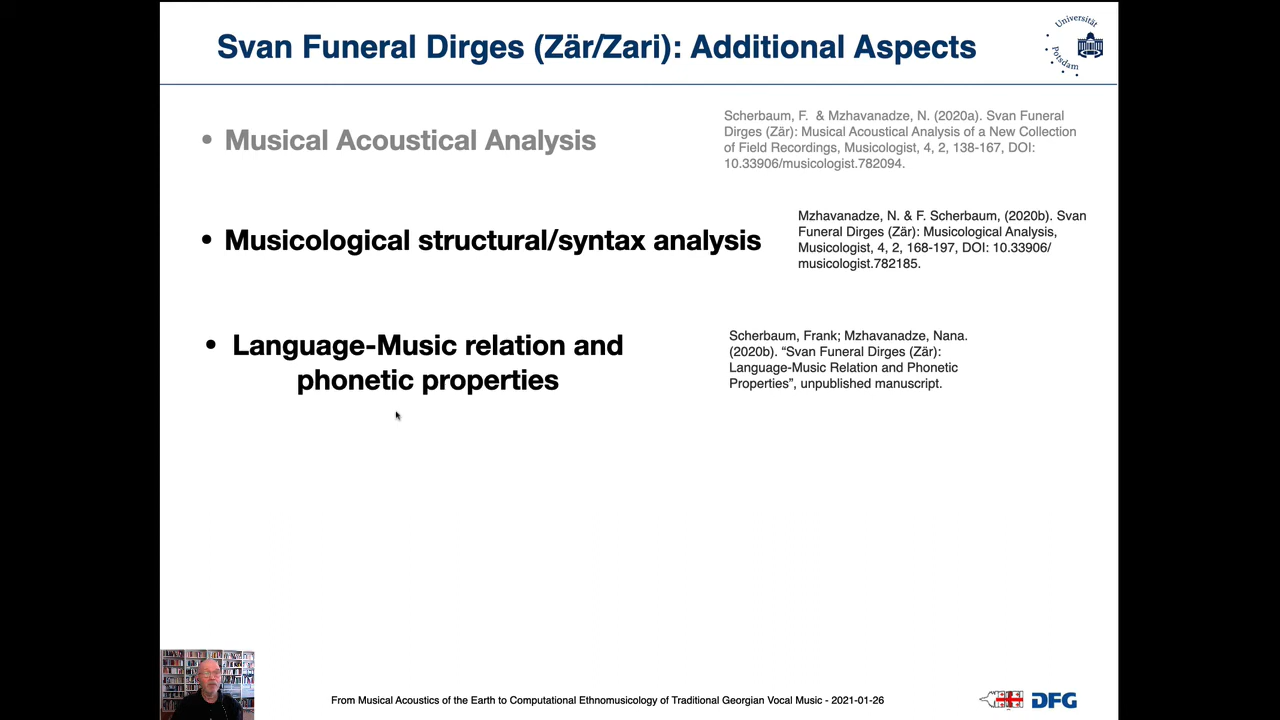 Svan Funeral Dirges (Zär/Zari): Additional Aspects
Universität
Potsdam
• Musical Acoustical Analysis
Scherbaum, F. & Mzhavanadze, N. (2020a). Svan Funeral
Dirges (Zär): Musical Acoustical Analysis of a New Collection
of Field Recordings, Musicologist, 4, 2, 138-167, DOI:
10.33906/musicologist.782094.
• Musicological structural/syntax analysis
Mzhavanadze, N. & F. Scherbaum, (2020b). Svan
Funeral Dirges (Zär): Musicological Analysis,
Musicologist, 4, 2, 168-197, DOI: 10.33906/
musicologist.782185.
• Language-Music relation and
phonetic properties
Scherbaum, Frank; Mzhavanadze, Nana.
(2020b). “Svan Funeral Dirges (Zär):
Language-Music Relation and Phonetic
Properties”, unpublished manuscript.
From Musical Acoustics of the Earth to Computational Ethnomusicology of Traditional Georgian Vocal Music - 2021-01-26
DFG